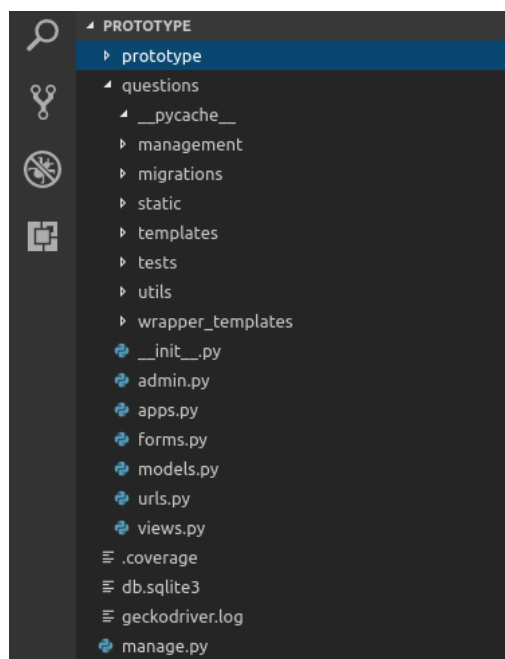 PROTOTYPE
prototype
questions
__pycache__
management
migrations
static
templates
tests
utils
wrapper_templates
__init__.py
admin.py
apps.py
forms.py
models.py
urls.py
views.py
.coverage
db.sqlite3
geckodriver.log
manage.py